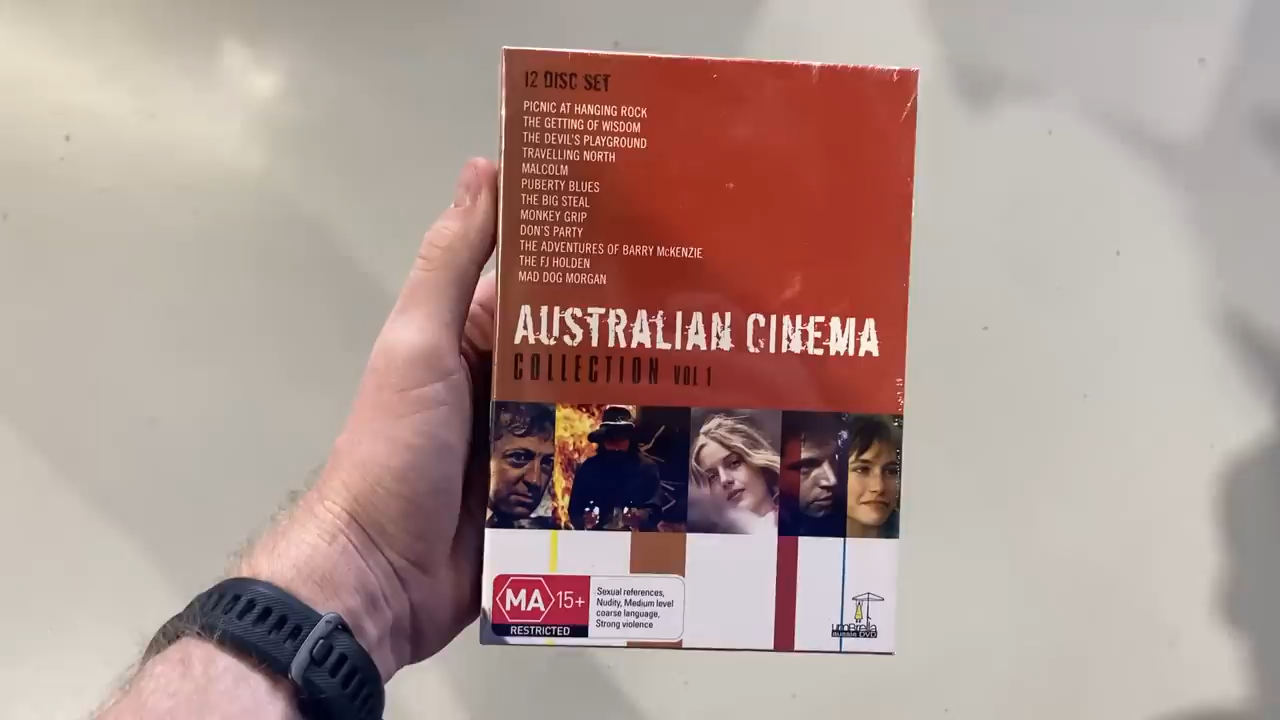 12 DISC SET
PICNIC AT HANGING ROCK
THE GETTING OF WISDOM
THE DEVIL'S PLAYGROUND
TRAVELLING NORTH
MALCOLM
PUBERTY BLUES
THE BIG STEAL
MONKEY GRIP
DON'S PARTY
THE ADVENTURES OF BARRY McKENZIE
THE FJ HOLDEN
MAD DOG MORGAN
AUSTRALIAN CINEMA
COLLECTION VOL 1
MA 15+
RESTRICTED
Sexual references,
Nudity, Medium level
coarse language,
Strong violence
umbrella
aussie DVD